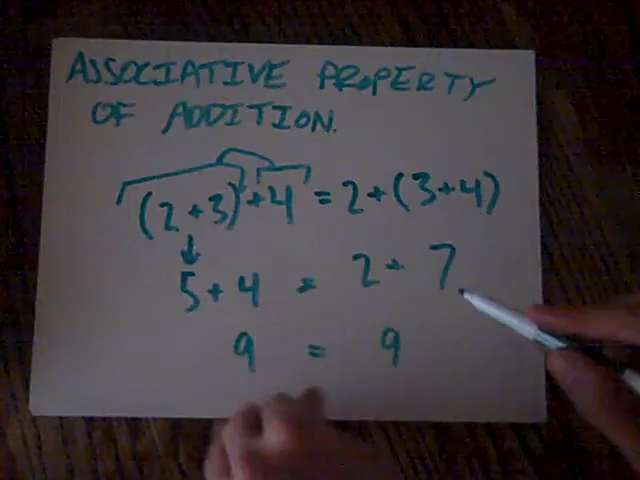 ASSOCIATIVE PROPERTY
OF ADDITION.
(2+3)+4=2+(3+4)
5+4 = 2+7
9 = 9